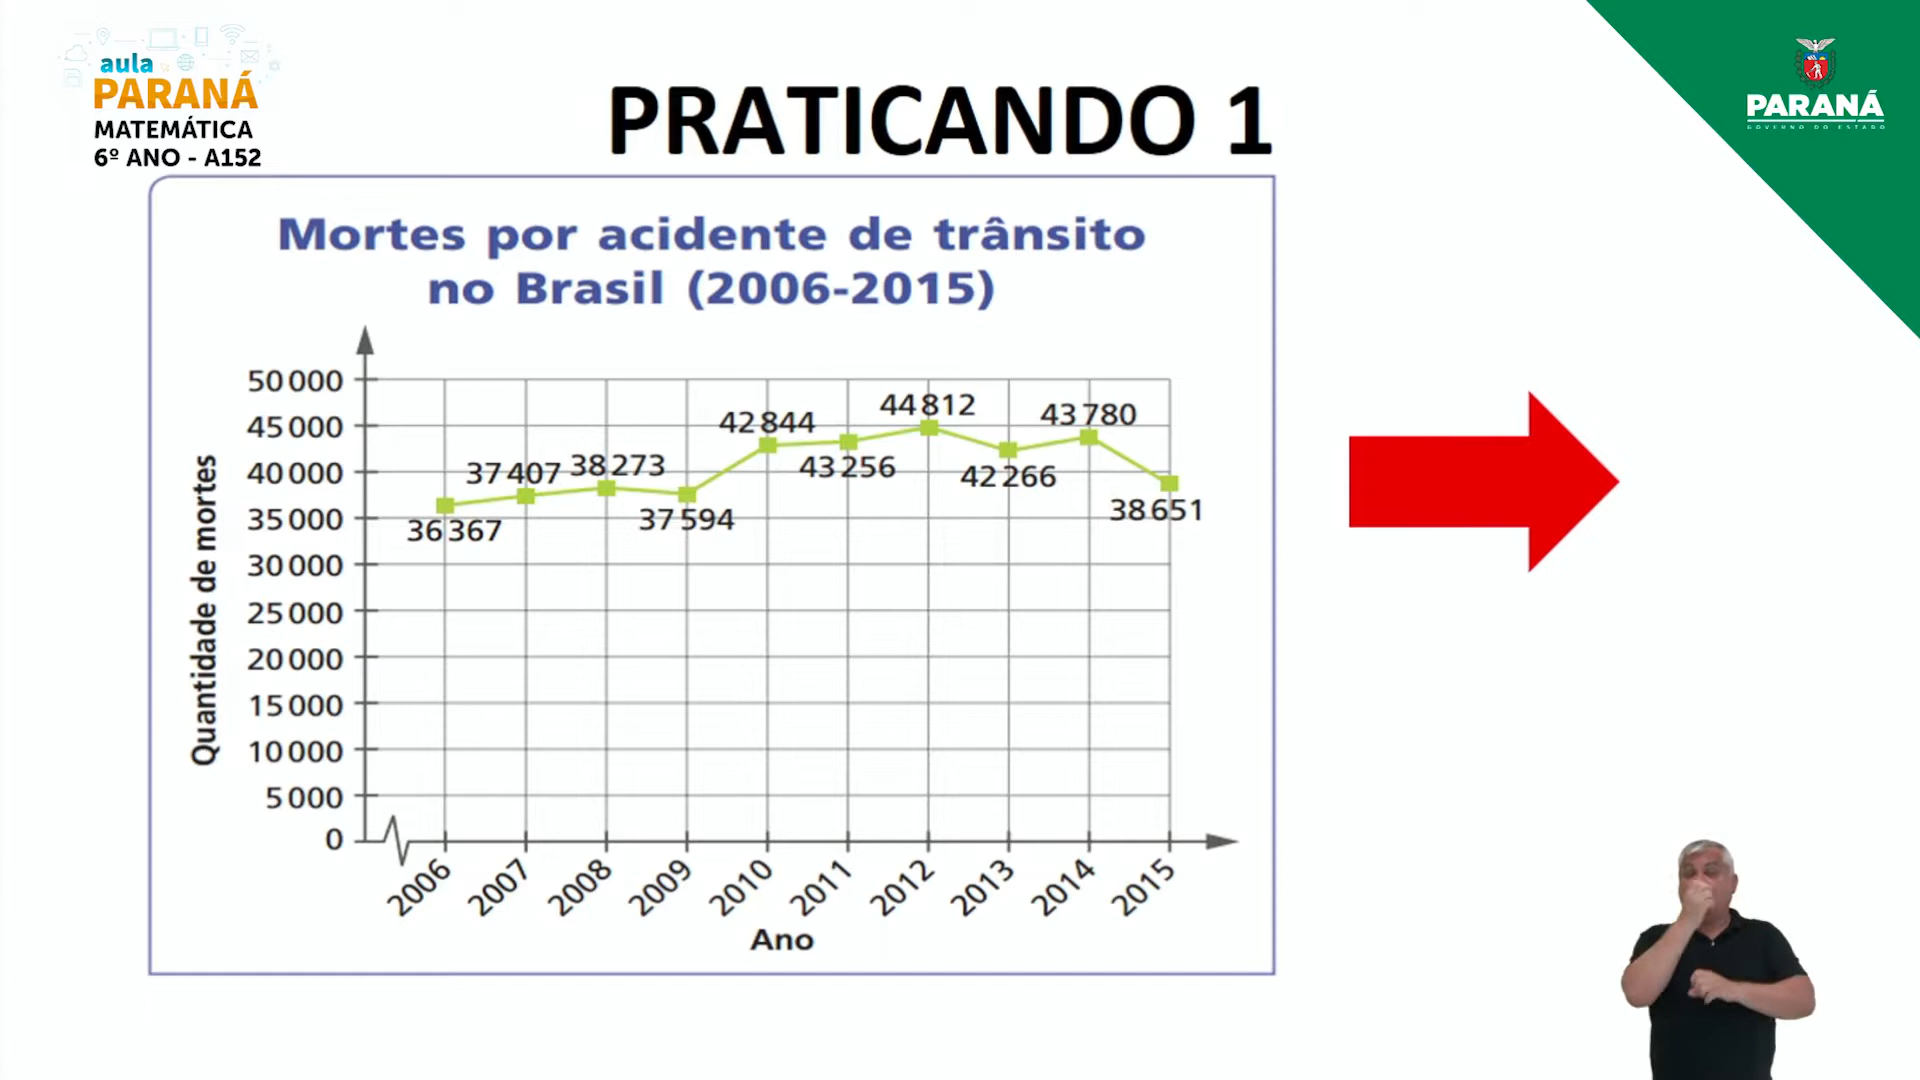 aula
PARANÁ
MATEMÁTICA
6º ANO - A152
PRATICANDO 1
PARANÁ
GOVERNO DO ESTADO
Mortes por acidente de trânsito
no Brasil (2006-2015)
Quantidade de mortes
50 000
45 000
40 000
35 000
30 000
25 000
20 000
15 000
10 000
5 000
0
36 367
37 407
38 273
37 594
42 844
43 256
44 812
42 266
43 780
38 651
2006
2007
2008
2009
2010
2011
2012
2013
2014
2015
Ano